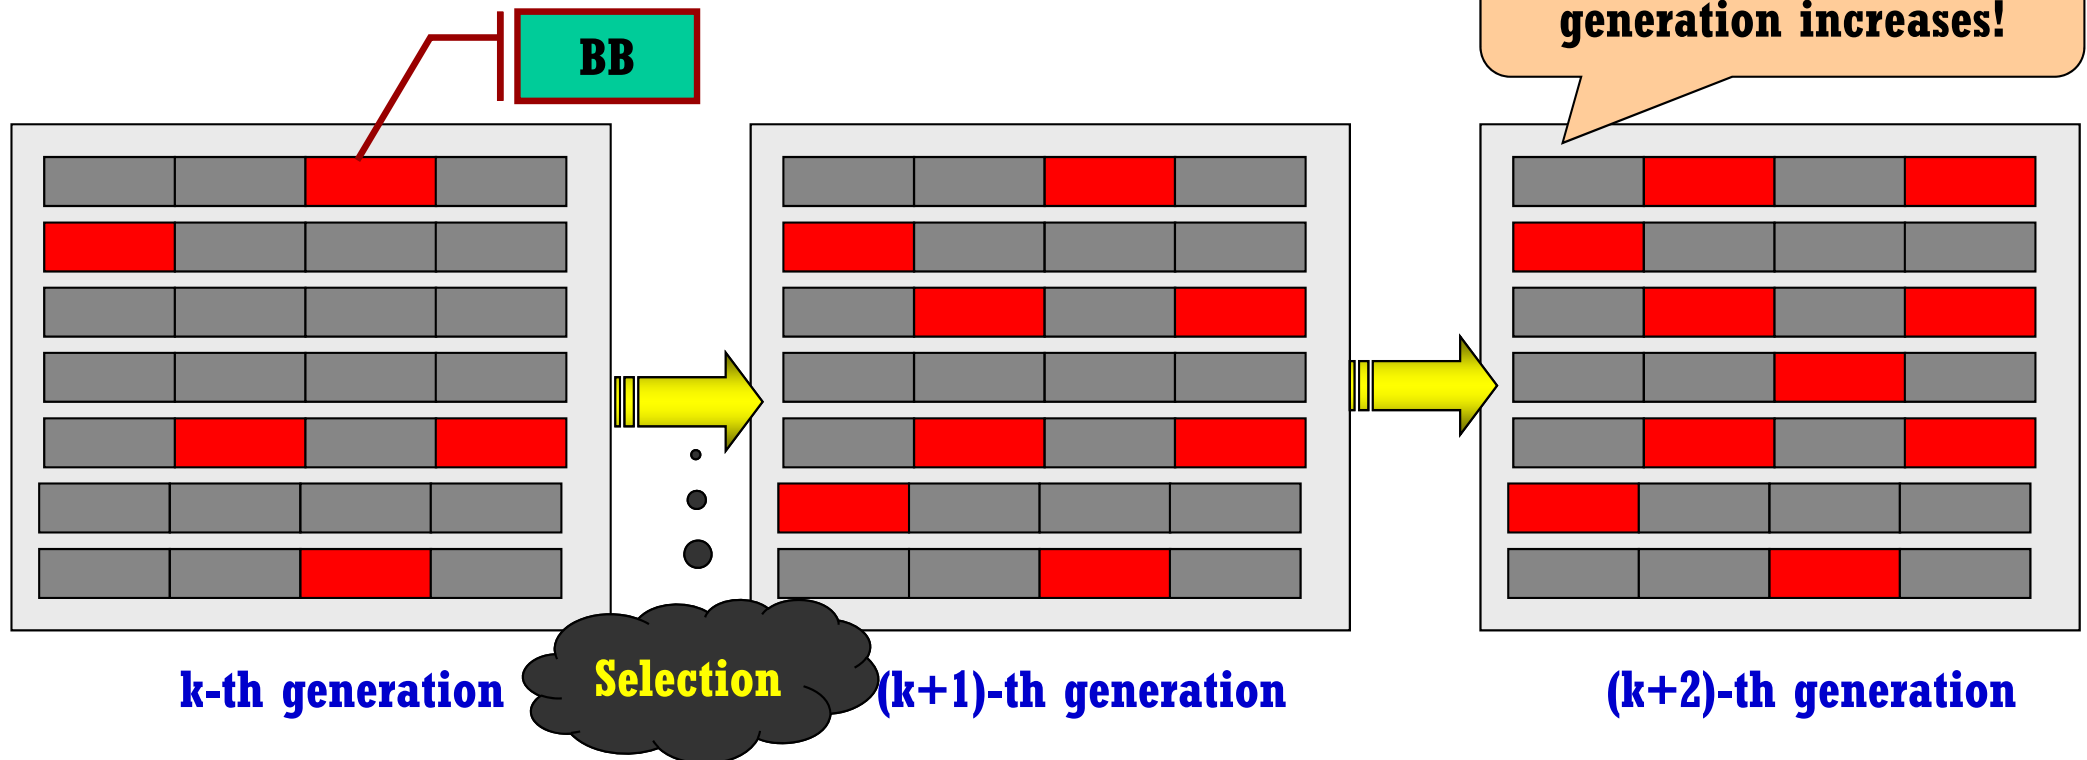 generation increases!
BB
Selection
k-th generation
(k+1)-th generation
(k+2)-th generation